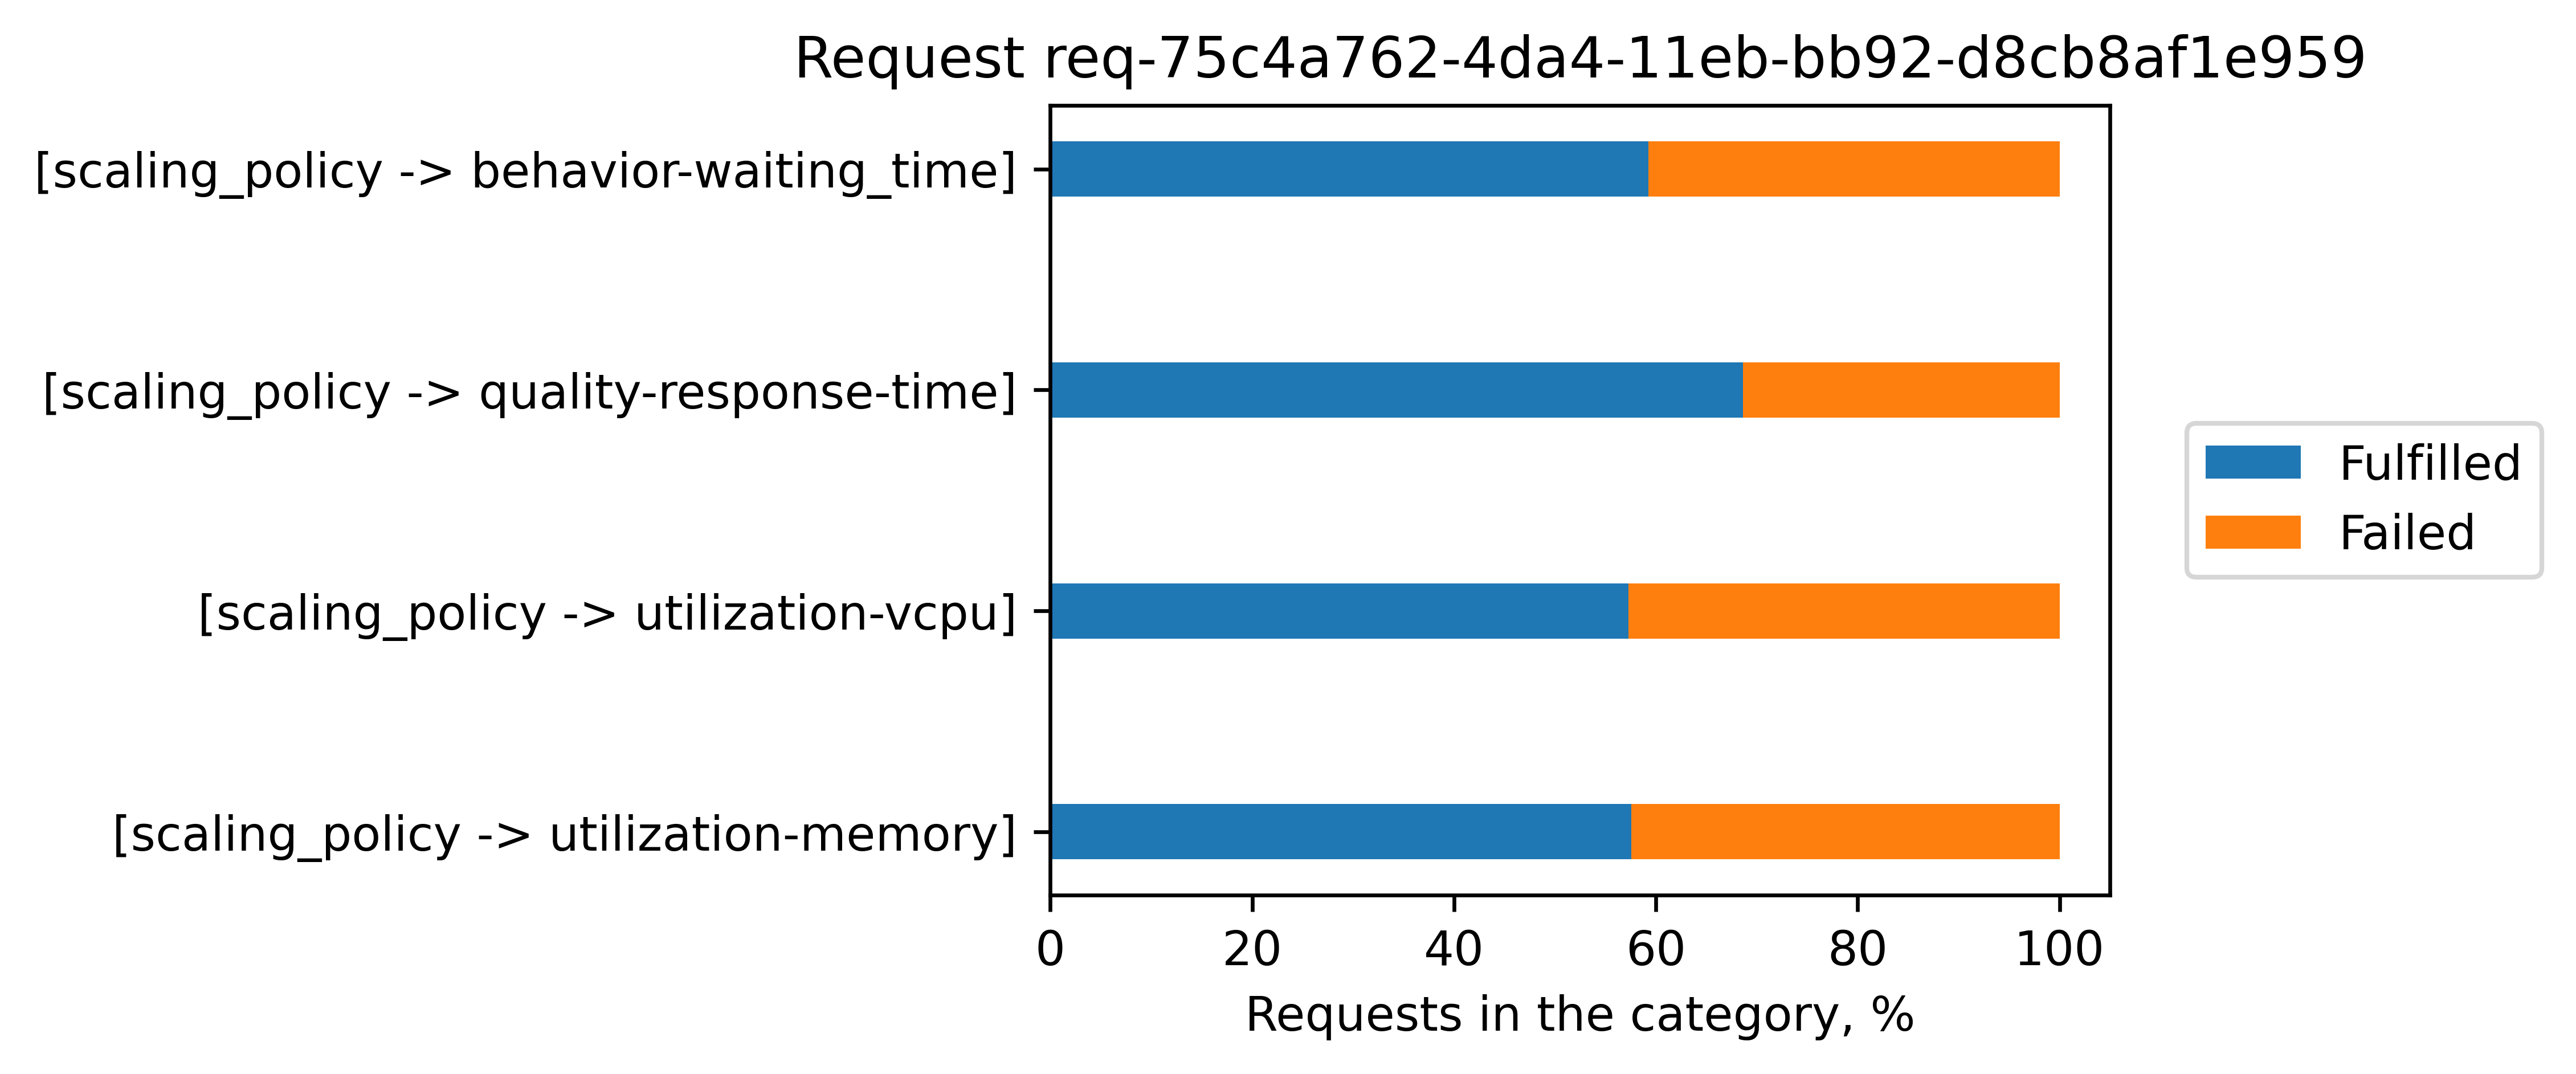 Request req-75c4a762-4da4-11eb-bb92-d8cb8af1e959
[scaling_policy -> behavior-waiting_time]
[scaling_policy -> quality-response-time]
[scaling_policy -> utilization-vcpu]
[scaling_policy -> utilization-memory]
0 20 40 60 80 100
Requests in the category, %
Fulfilled
Failed